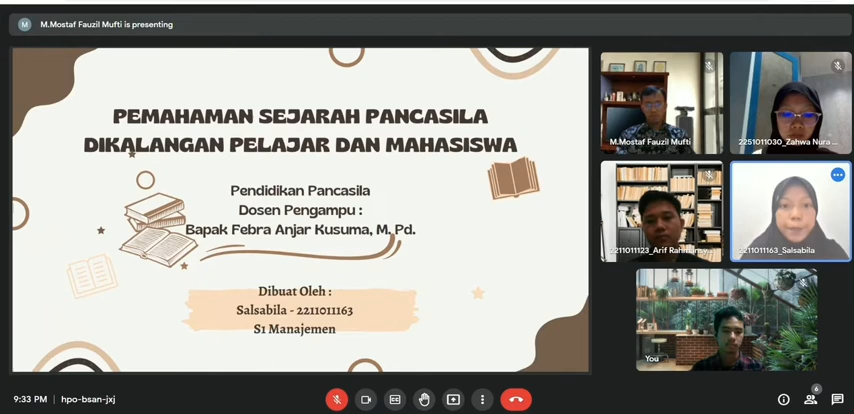 M
M.Mostaf Fauzil Mufti is presenting
PEMAHAMAN SEJARAH PANCASILA
DIKALANGAN PELAJAR DAN MAHASISWA
Pendidikan Pancasila
Dosen Pengampu :
Bapak Febra Anjar Kusuma, M. Pd.
Dibuat Oleh :
Salsabila - 2211011163
S1 Manajemen
M.Mostaf Fauzil Mufti
2251011030_Zahwa Nura ...
2211011123_Arif
2211011163_Salsabila
You
9:33 PM | hpo-bsan-jxj
6